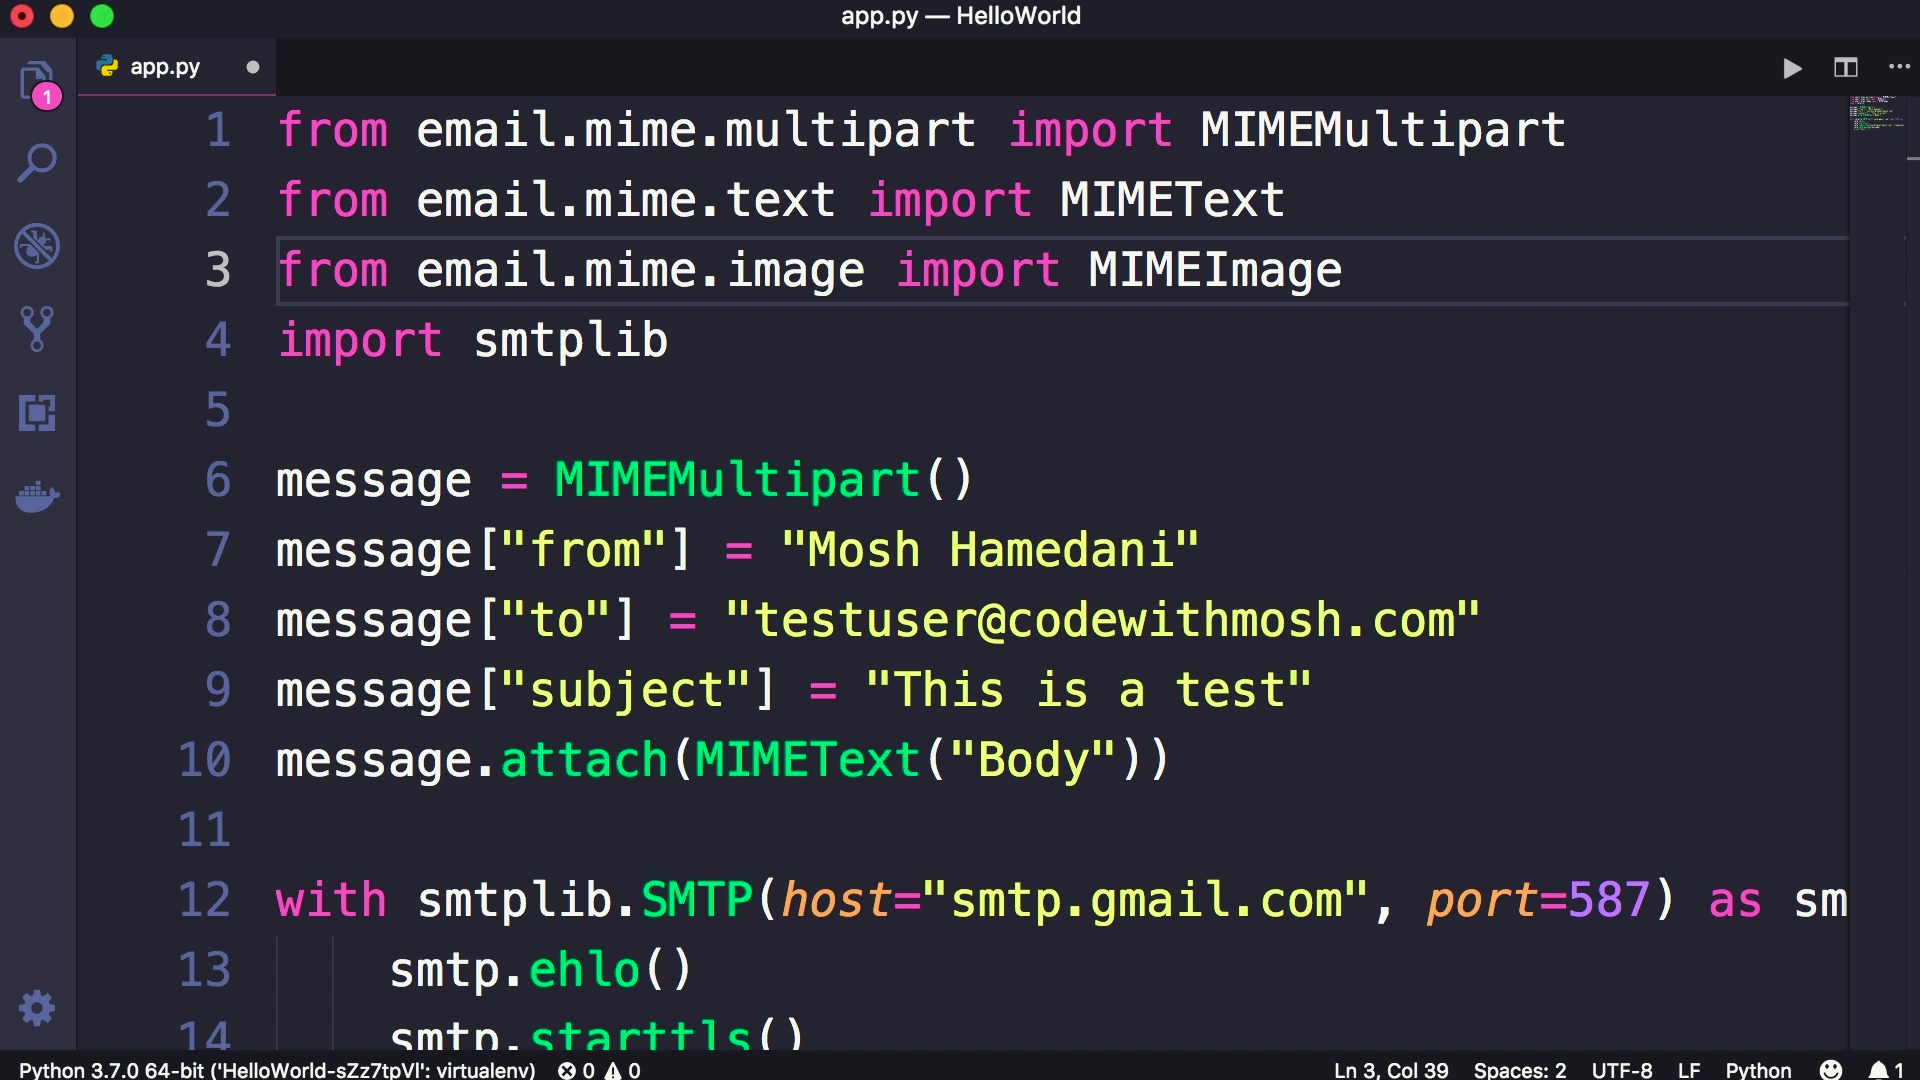 app.py — HelloWorld
app.py
1
1 from email.mime.multipart import MIMEMultipart
2 from email.mime.text import MIMEText
3 from email.mime.image import MIMEImage
4 import smtplib
5
6 message = MIMEMultipart()
7 message["from"] = "Mosh Hamedani"
8 message["to"] = "testuser@codewithmosh.com"
9 message["subject"] = "This is a test"
10 message.attach(MIMEText("Body"))
11
12 with smtplib.SMTP(host="smtp.gmail.com", port=587) as sm
13 smtp.ehlo()
14 smtp.starttls()
Python 3.7.0 64-bit ('HelloWorld-sZz7tpVl': virtualenv) 0 0 Ln 3, Col 39 Spaces: 2 UTF-8 LF Python 1